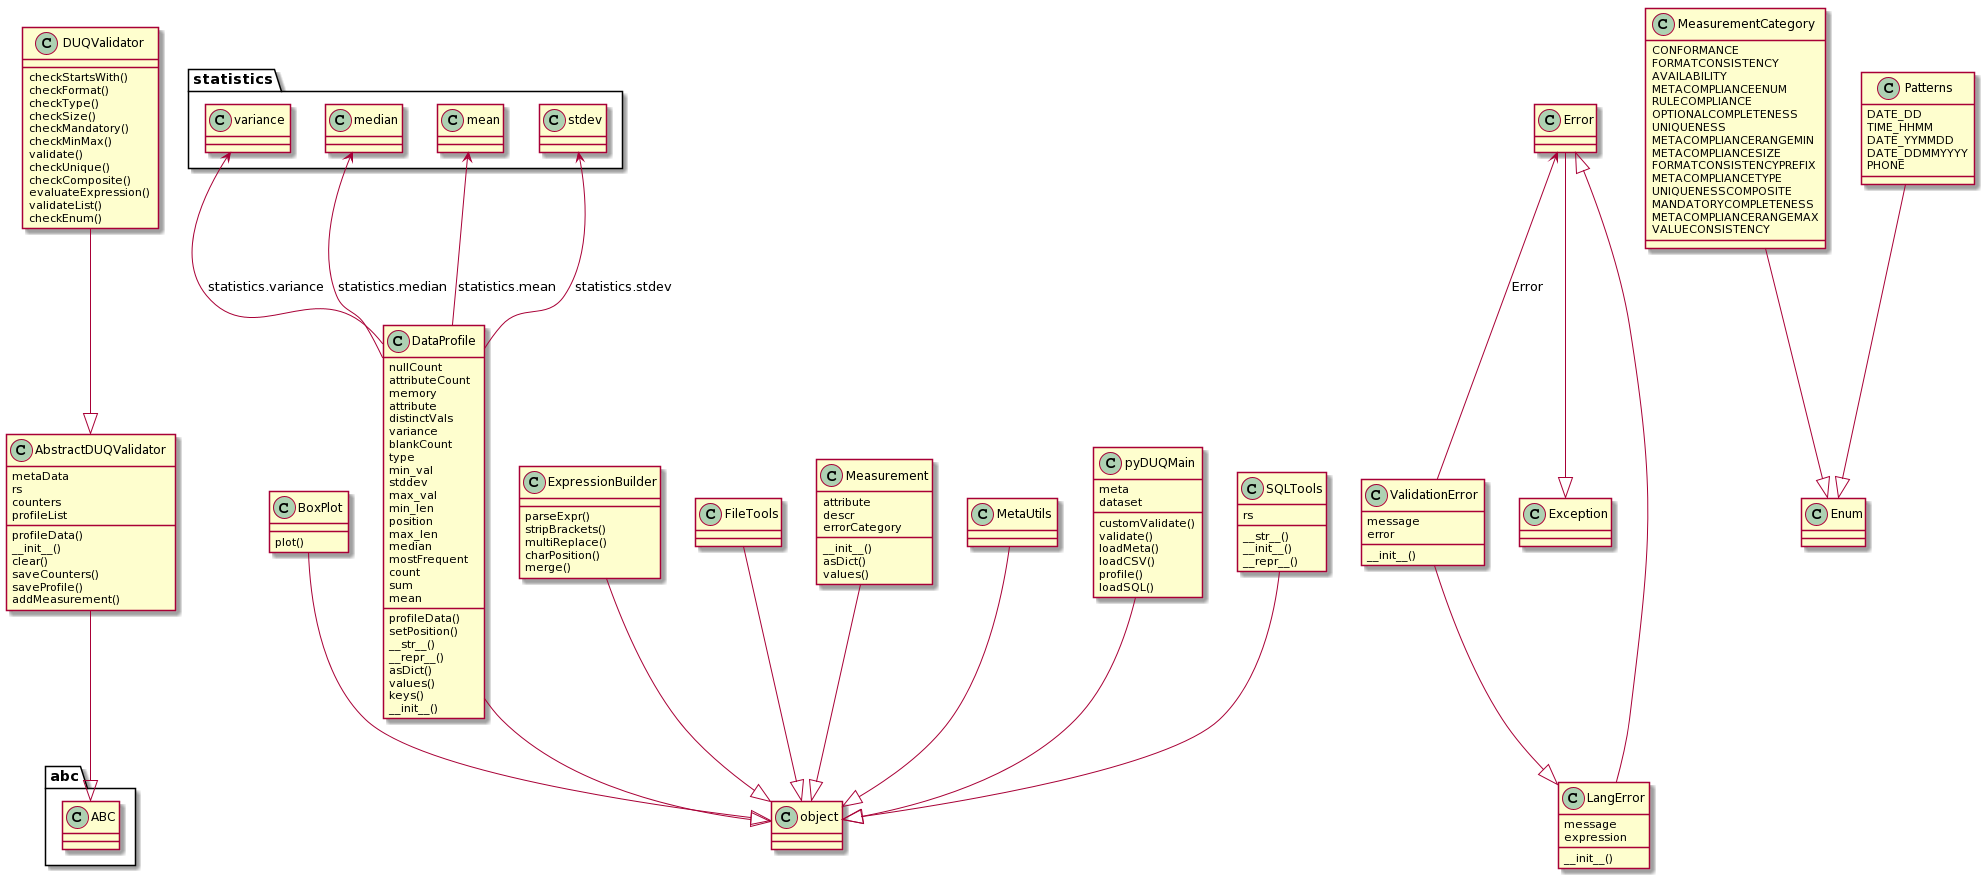 C DUQValidator
checkStartsWith()
checkFormat()
checkType()
checkSize()
checkMandatory()
checkMinMax()
validate()
checkUnique()
checkComposite()
evaluateExpression()
validateList()
checkEnum()
statistics
C variance
C median
C mean
C stdev
C Error
C MeasurementCategory
CONFORMANCE
FORMATCONSISTENCY
AVAILABILITY
METACOMPLIANCEENUM
RULECOMPLIANCE
OPTIONALCOMPLETENESS
UNIQUENESS
METACOMPLIANCERANGEMIN
METACOMPLIANCESIZE
FORMATCONSISTENCYPREFIX
METACOMPLIANCETYPE
UNIQUENESSCOMPOSITE
MANDATORYCOMPLETENESS
METACOMPLIANCERANGEMAX
VALUECONSISTENCY
C Patterns
DATE_DD
TIME_HHMM
DATE_YYMMDD
DATE_DDMMYYYY
PHONE
statistics.variance
statistics.median
statistics.mean
statistics.stdev
Error
C AbstractDUQValidator
metaData
rs
counters
profileList
profileData()
__init__()
clear()
saveCounters()
saveProfile()
addMeasurement()
C BoxPlot
plot()
C DataProfile
nullCount
attributeCount
memory
attribute
distinctVals
variance
blankCount
type
min_val
stddev
max_val
min_len
position
max_len
median
mostFrequent
count
sum
mean
profileData()
setPosition()
__str__()
__repr__()
asDict()
values()
keys()
__init__()
C ExpressionBuilder
parseExpr()
stripBrackets()
multiReplace()
charPosition()
merge()
C FileTools
C Measurement
attribute
descr
errorCategory
__init__()
asDict()
values()
C MetaUtils
C pyDUQMain
meta
dataset
customValidate()
validate()
loadMeta()
loadCSV()
profile()
loadSQL()
C SQLTools
rs
__str__()
__init__()
__repr__()
C ValidationError
message
error
__init__()
C Exception
C Enum
abc
C ABC
C object
C LangError
message
expression
__init__()